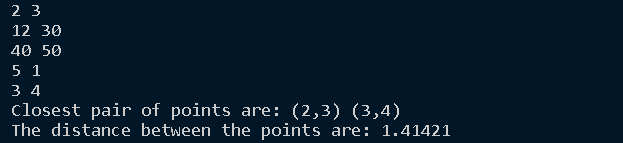 2 3
12 30
40 50
5 1
3 4
Closest pair of points are: (2,3) (3,4)
The distance between the points are: 1.41421